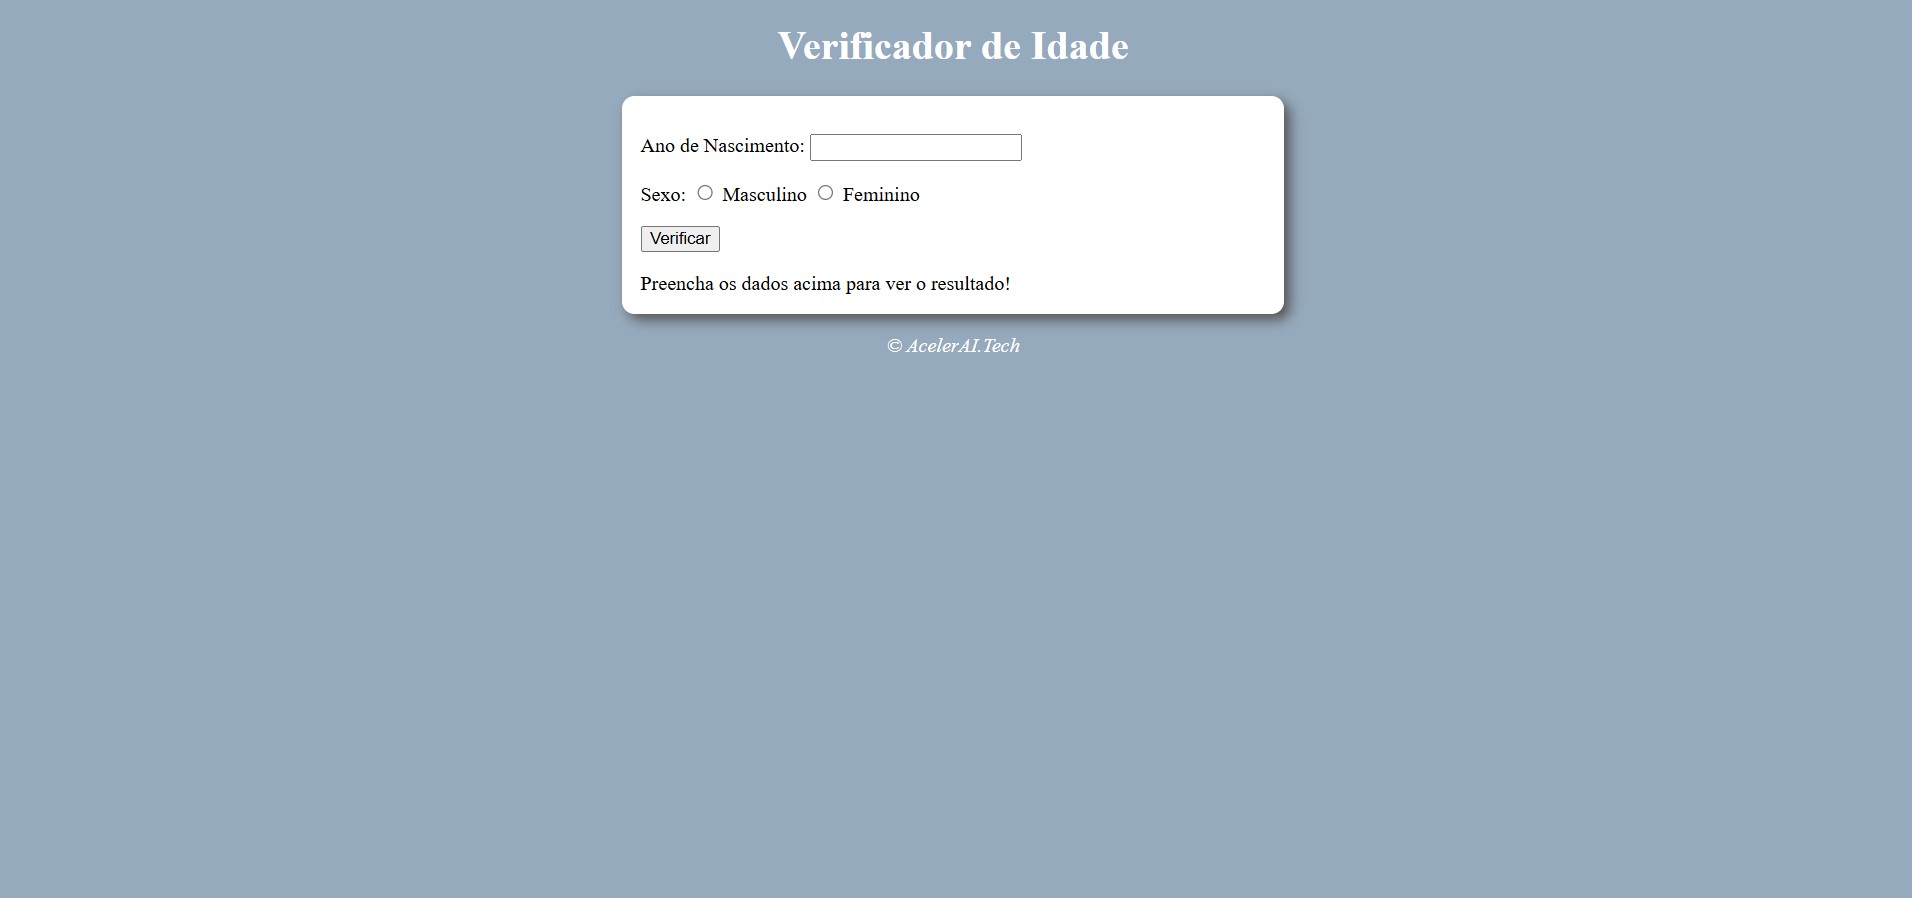 Verificador de Idade
Ano de Nascimento:
Sexo: Masculino Feminino
Verificar
Preencha os dados acima para ver o resultado!
© AcelerAI.Tech